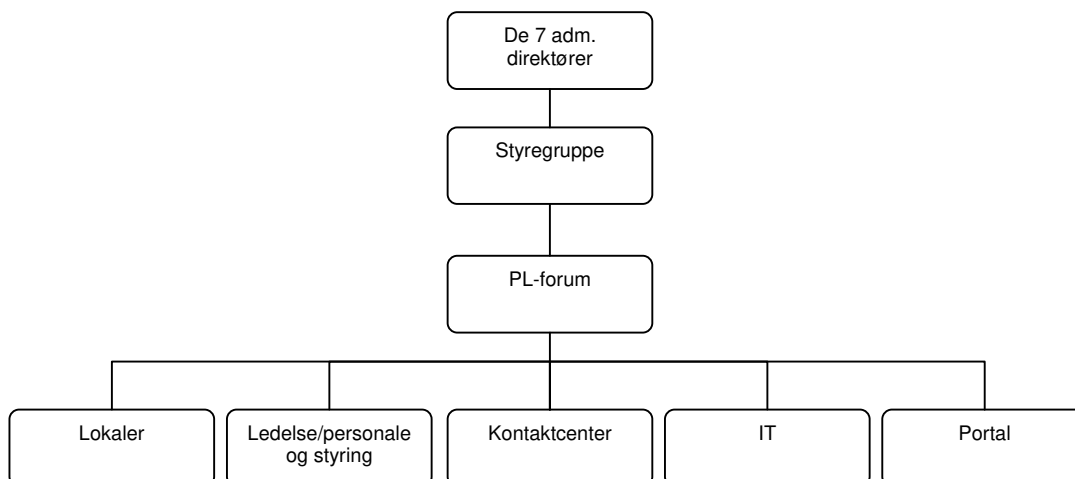 De 7 adm.
direktører
Styregruppe
PL-forum
Lokaler
Ledelse/personale
og styring
Kontaktcenter
IT
Portal